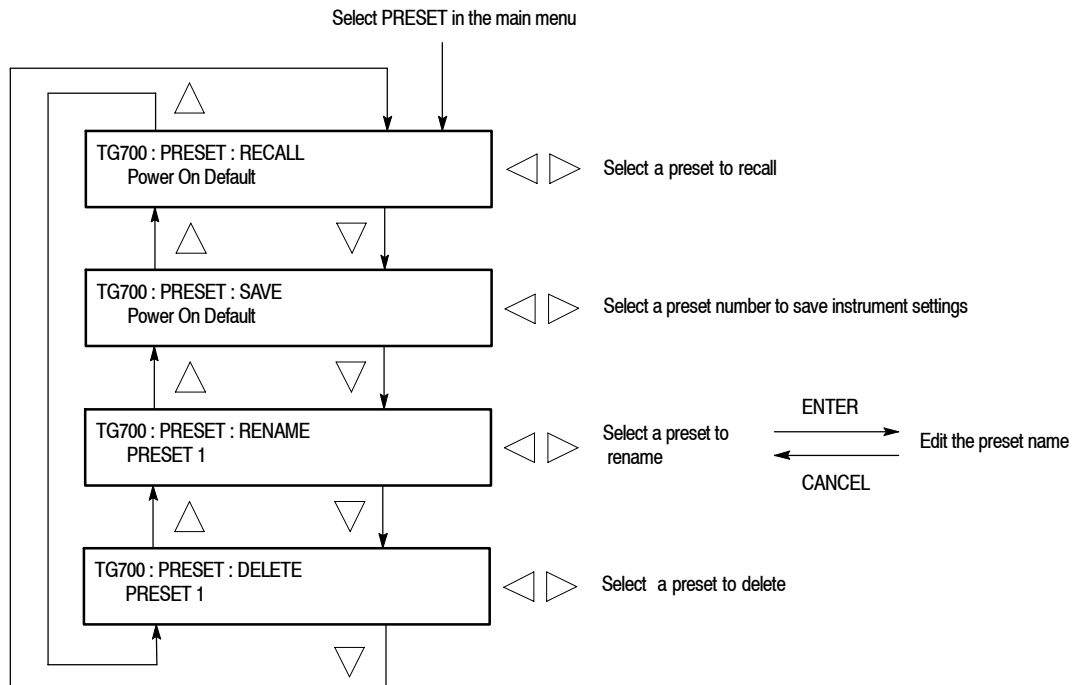 Select PRESET in the main menu
TG700 : PRESET : RECALL
Power On Default
Select a preset to recall
TG700 : PRESET : SAVE
Power On Default
Select a preset number to save instrument settings
TG700 : PRESET : RENAME
PRESET 1
Select a preset to
rename
ENTER
CANCEL
Edit the preset name
TG700 : PRESET : DELETE
PRESET 1
Select a preset to delete